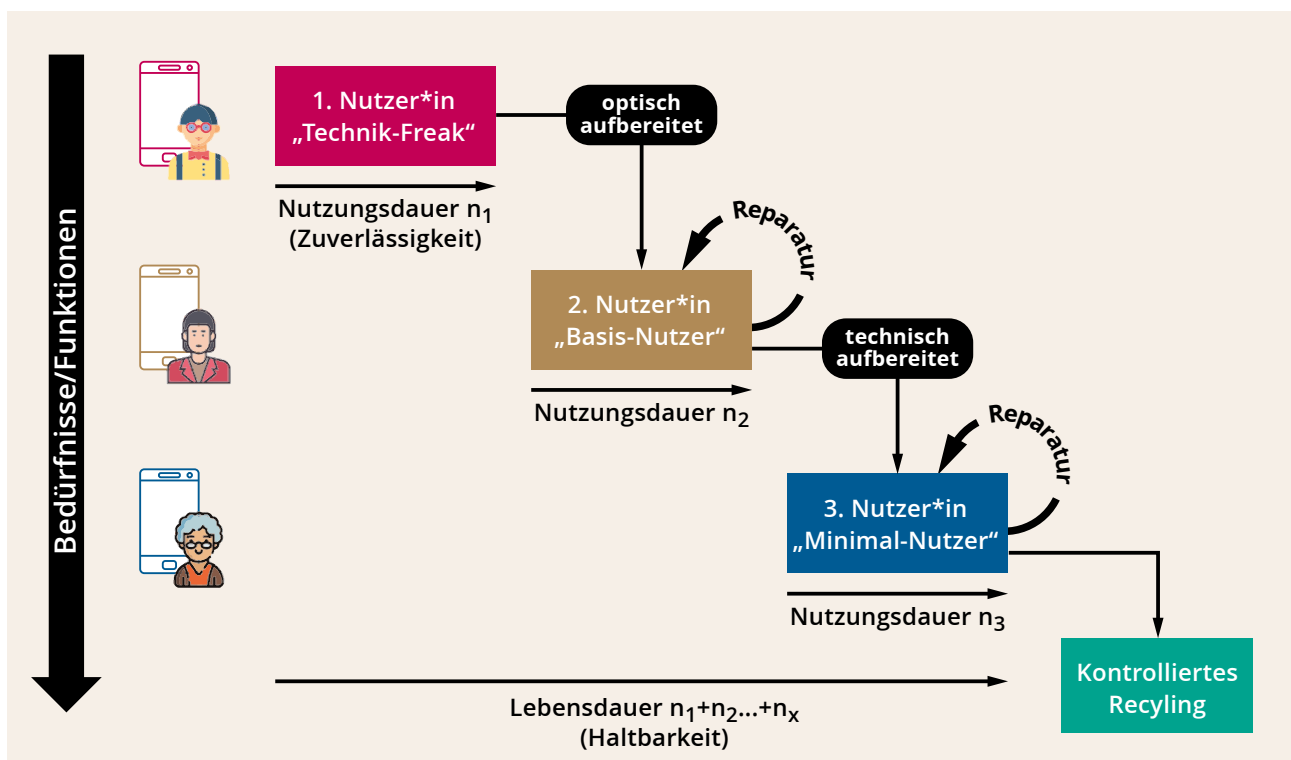 Bedürfnisse/Funktionen
1. Nutzer*in
„Technik-Freak“
optisch
aufbereitet
Nutzungsdauer n1
(Zuverlässigkeit)
Reparatur
2. Nutzer*in
„Basis-Nutzer“
technisch
aufbereitet
Nutzungsdauer n2
Reparatur
3. Nutzer*in
„Minimal-Nutzer“
Nutzungsdauer n3
Kontrolliertes
Recyling
Lebensdauer n1+n2...+nx
(Haltbarkeit)